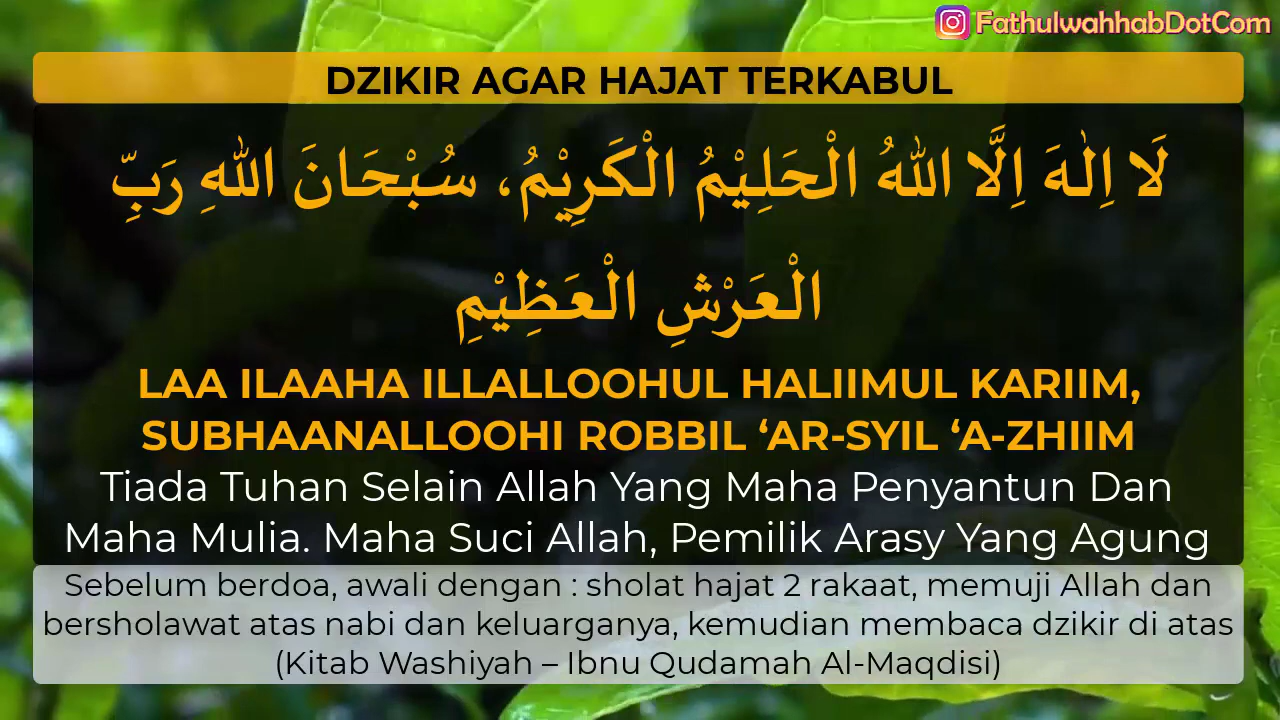 FathulwahhabDotCom
DZIKIR AGAR HAJAT TERKABUL
لَا اِلٰهَ اِلَّا اللهُ الْحَلِيْمُ الْكَرِيْمُ، سُبْحَانَ اللهِ رَبِّ
الْعَرْشِ الْعَظِيْمِ
LAA ILAAHA ILLALLOOHUL HALIIMUL KARIIM,
SUBHAANALLOOHI ROBBIL ‘AR-SYIL ‘A-ZHIIM
Tiada Tuhan Selain Allah Yang Maha Penyantun Dan
Maha Mulia. Maha Suci Allah, Pemilik Arasy Yang Agung
Sebelum berdoa, awali dengan : sholat hajat 2 rakaat, memuji Allah dan
bersholawat atas nabi dan keluarganya, kemudian membaca dzikir di atas
(Kitab Washiyah – Ibnu Qudamah Al-Maqdisi)